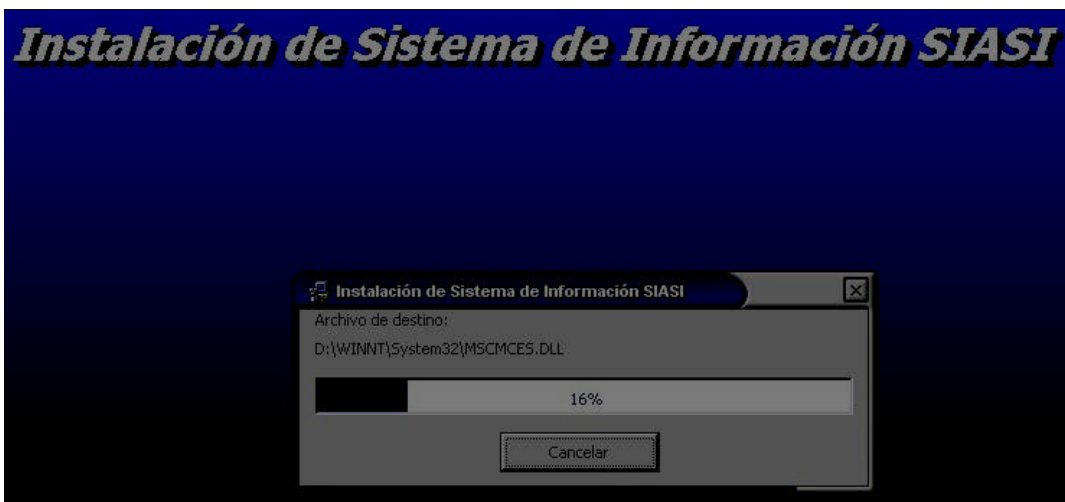 Instalación de Sistema de Información SIASI
Instalación de Sistema de Información SIASI
Archivo de destino:
D:\WINNT\System32\MSCMCES.DLL
16%
Cancelar